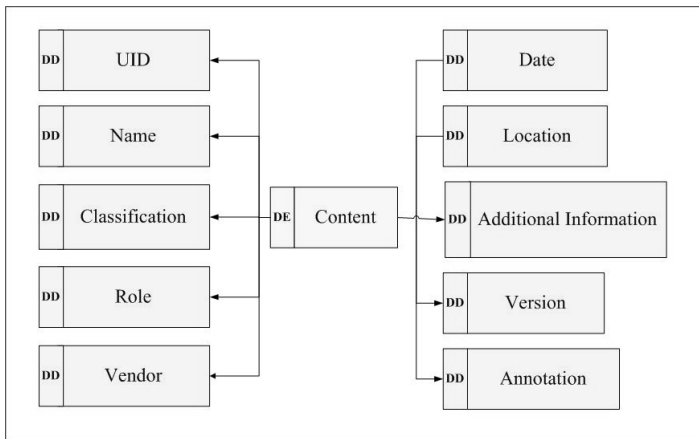 DD UID
DD Name
DD Classification
DD Role
DD Vendor
DE Content
DD Date
DD Location
DD Additional Information
DD Version
DD Annotation